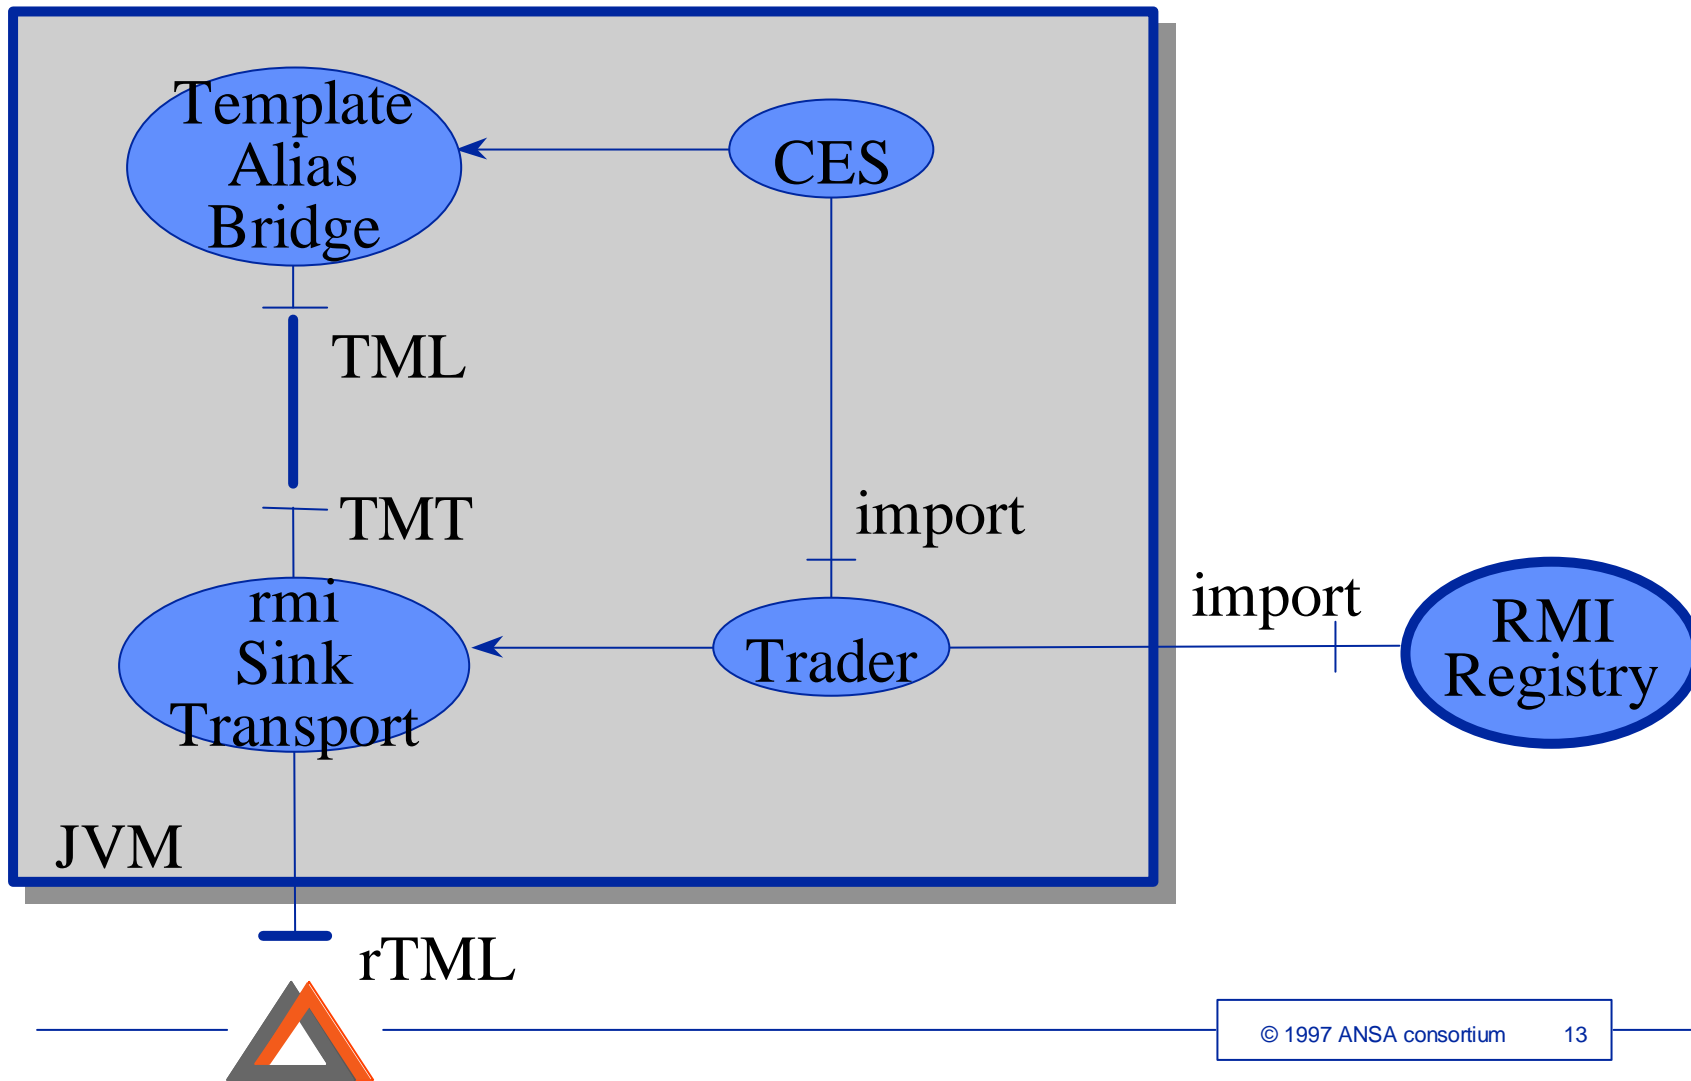 Template
Alias
Bridge
CES
TML
TMT
import
rmi
Sink
Transport
Trader
import
RMI
Registry
JVM
rTML
© 1997 ANSA consortium 13